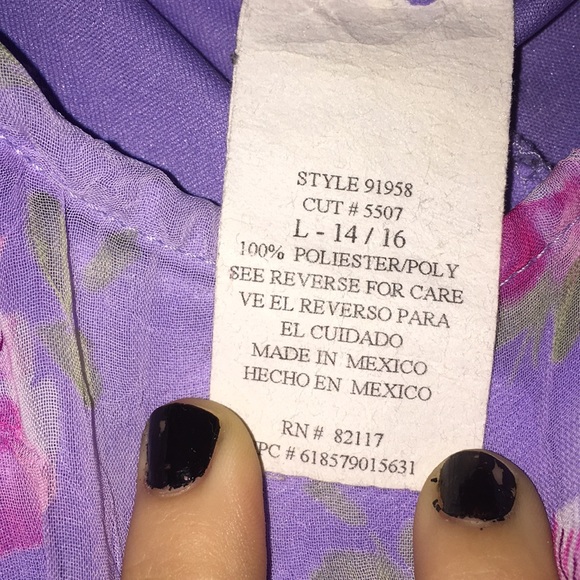 STYLE 91958
CUT # 5507
L - 14 / 16
100% POLIESTER/POLY
SEE REVERSE FOR CARE
VE EL REVERSO PARA
EL CUIDADO
MADE IN MEXICO
HECHO EN MEXICO
RN # 82117
PC # 618579015631